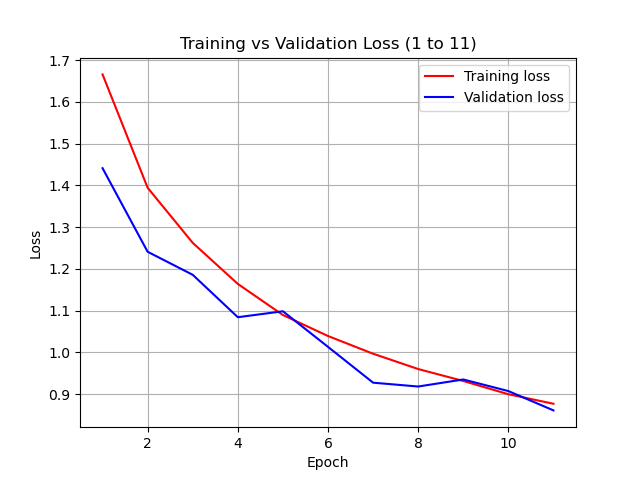 Training vs Validation Loss (1 to 11)
Training loss
Validation loss
1.7
1.6
1.5
1.4
1.3
1.2
1.1
1.0
0.9
Loss
2 4 6 8 10
Epoch